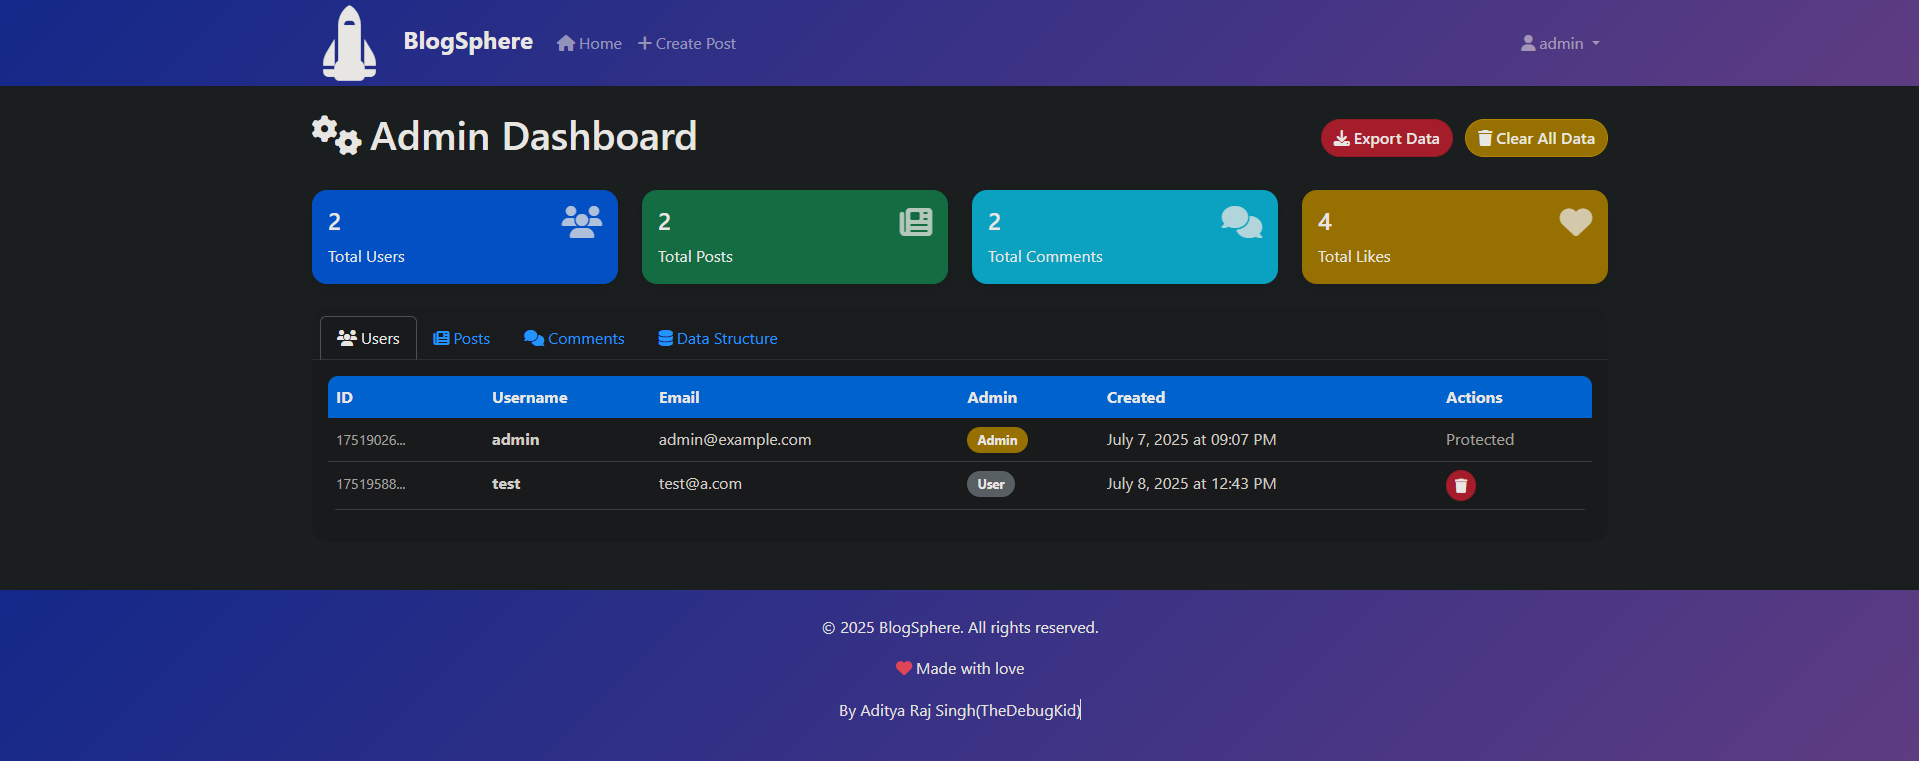 BlogSphere Home Create Post admin
Admin Dashboard Export Data Clear All Data
2 2 2 4
Total Users Total Posts Total Comments Total Likes
Users Posts Comments Data Structure
ID Username Email Admin Created Actions
17519026... admin admin@example.com Admin July 7, 2025 at 09:07 PM Protected
17519588... test test@a.com User July 8, 2025 at 12:43 PM
© 2025 BlogSphere. All rights reserved.
Made with love
By Aditya Raj Singh(TheDebugKid)